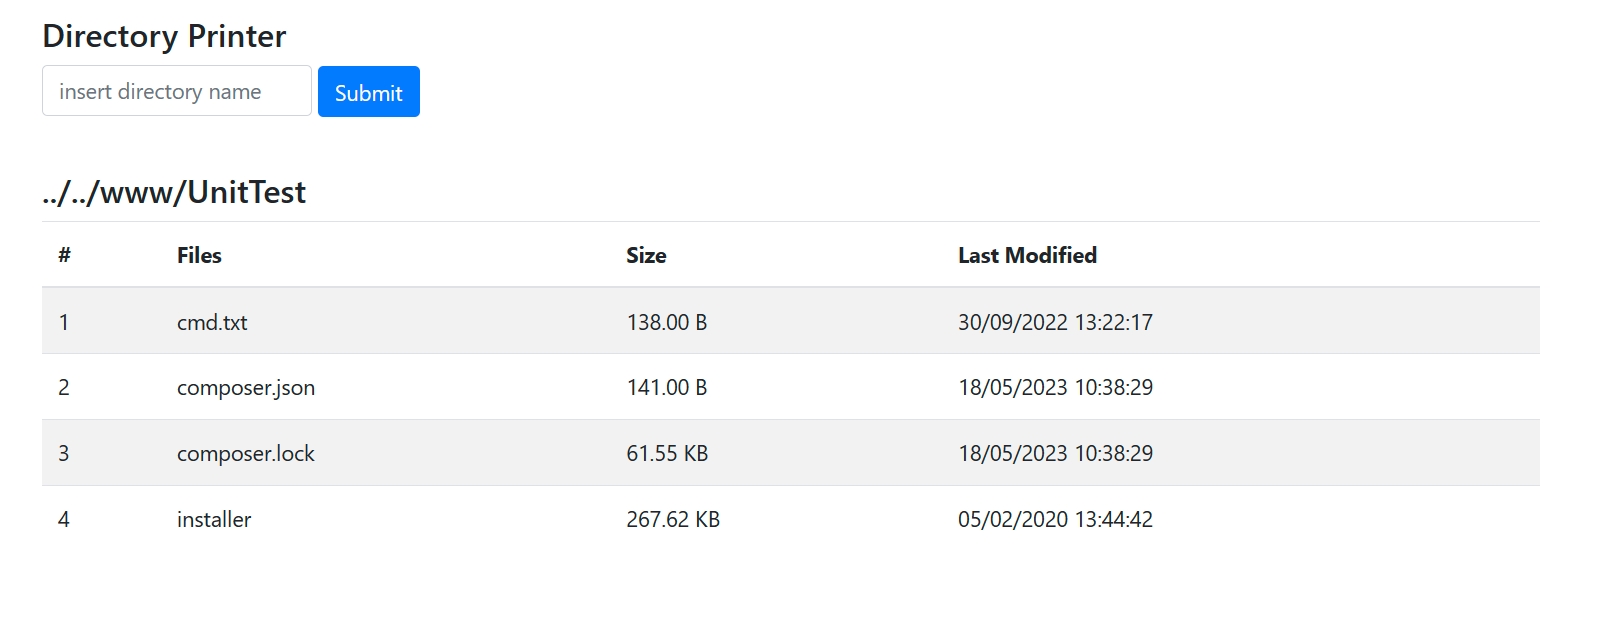 Directory Printer
insert directory name Submit
../../www/UnitTest
# Files Size Last Modified
1 cmd.txt 138.00 B 30/09/2022 13:22:17
2 composer.json 141.00 B 18/05/2023 10:38:29
3 composer.lock 61.55 KB 18/05/2023 10:38:29
4 installer 267.62 KB 05/02/2020 13:44:42